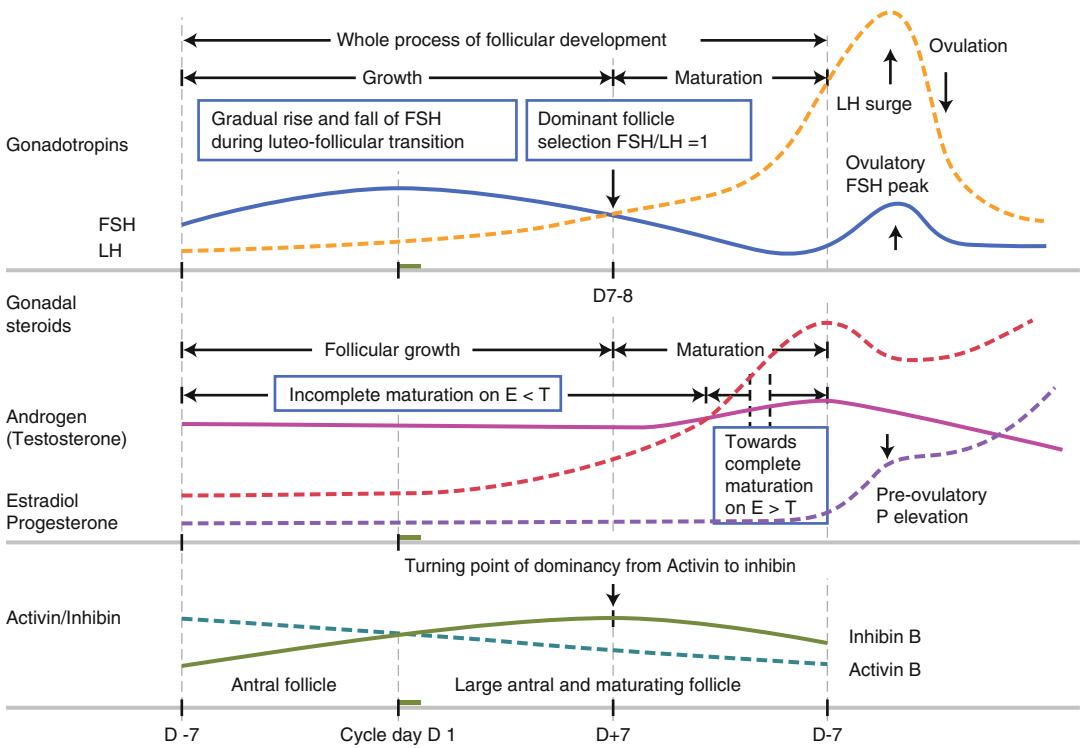 Whole process of follicular development
Ovulation
Growth
Maturation
LH surge
Gradual rise and fall of FSH
during luteo-follicular transition
Dominant follicle
selection FSH/LH =1
Gonadotropins
Ovulatory
FSH peak
FSH
LH
D7-8
Gonadal
steroids
Follicular growth
Maturation
Incomplete maturation on E < T
Androgen
(Testosterone)
Towards
complete
maturation
on E > T
Estradiol
Progesterone
Pre-ovulatory
P elevation
Turning point of dominancy from Activin to inhibin
Activin/Inhibin
Inhibin B
Activin B
Antral follicle
Large antral and maturating follicle
D -7
Cycle day D 1
D+7
D-7